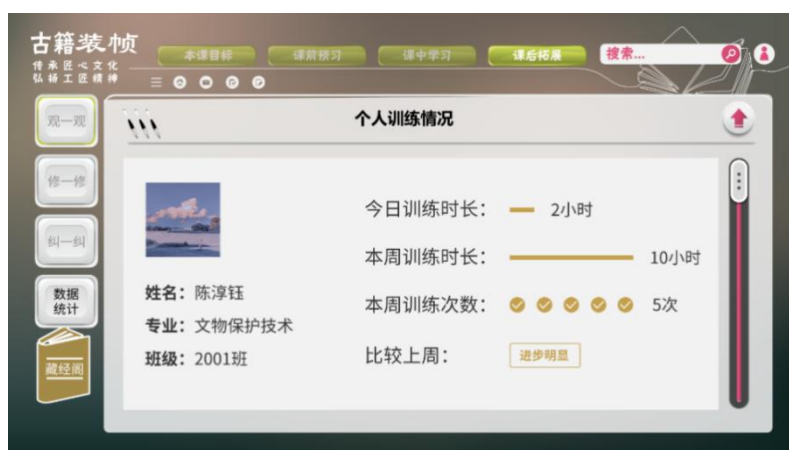 古籍装帧
传承匠心文化
弘扬工匠精神
本课目标
课前预习
课中学习
课后拓展
搜索...
观一观
修一修
纠一纠
数据
统计
藏经阁
个人训练情况
姓名：陈淳钰
专业：文物保护技术
班级：2001班
今日训练时长： 2小时
本周训练时长： 10小时
本周训练次数： 5次
比较上周： 进步明显